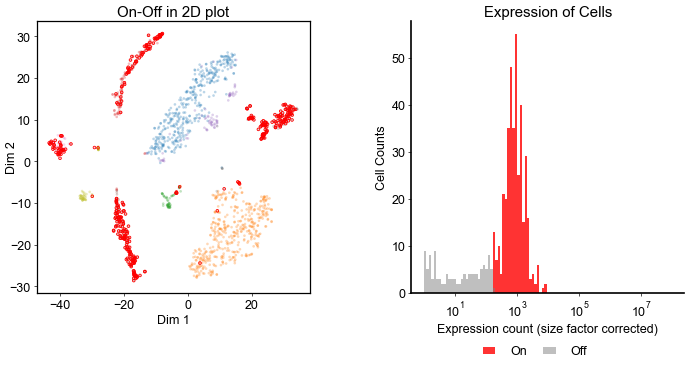 On-Off in 2D plot
30
20
10
0
−10
−20
−30
Dim 2
−40
−20
0
20
Dim 1
Expression of Cells
50
40
30
20
10
0
Cell Counts
10^1
10^3
10^5
10^7
Expression count (size factor corrected)
On
Off